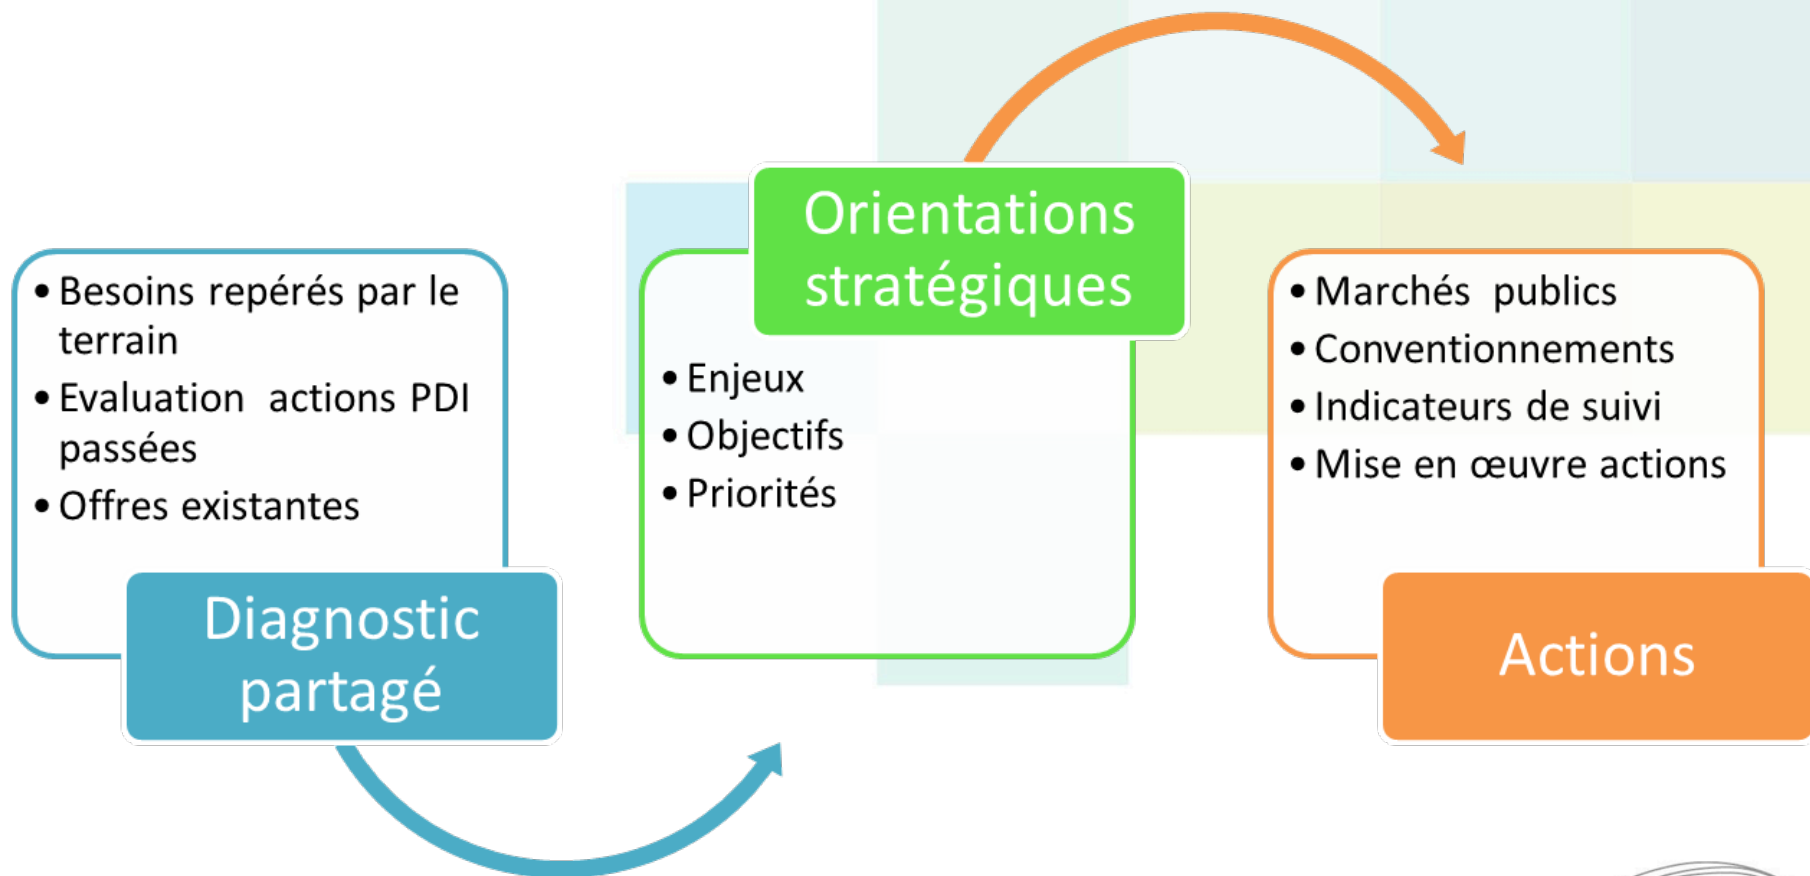 • Besoins repérés par le
terrain
• Evaluation actions PDI
passées
• Offres existantes
Diagnostic
partagé
Orientations
stratégiques
• Enjeux
• Objectifs
• Priorités
• Marchés publics
• Conventionnements
• Indicateurs de suivi
• Mise en œuvre actions
Actions